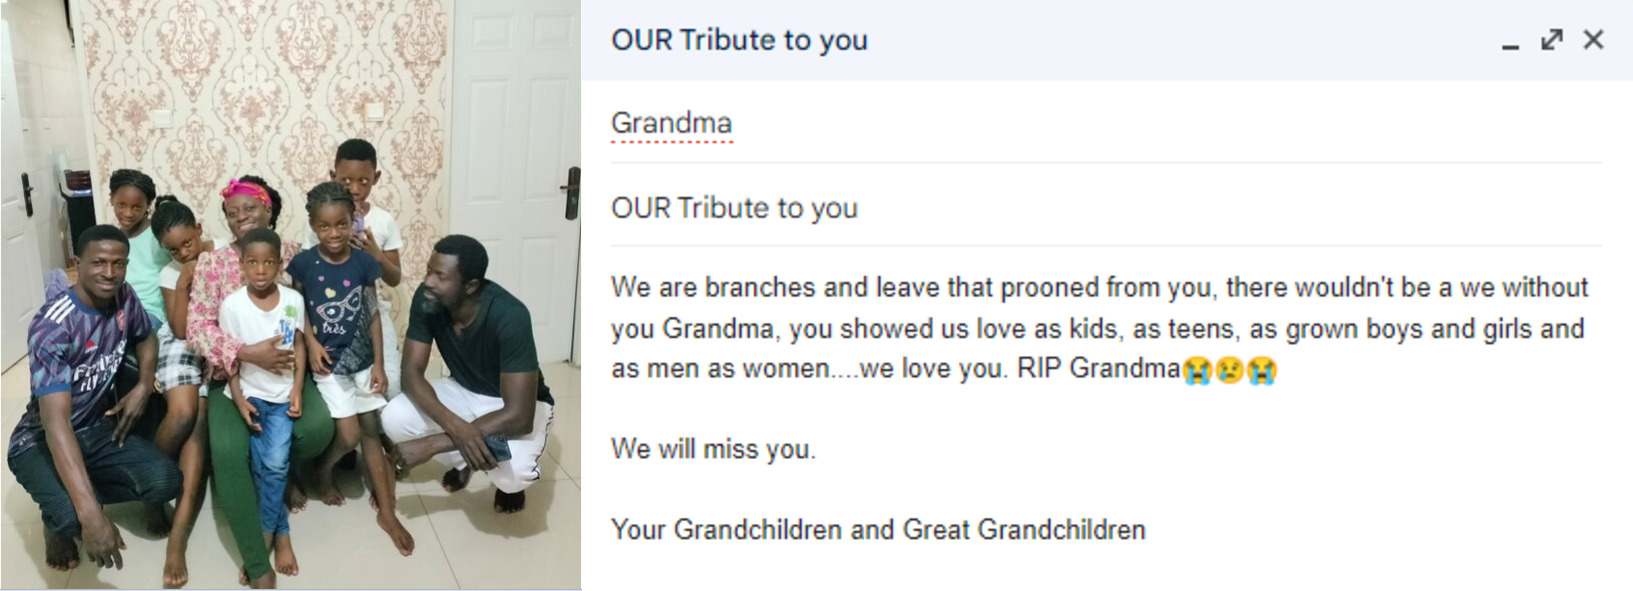 OUR Tribute to you
Grandma
OUR Tribute to you
We are branches and leave that prooned from you, there wouldn't be a we without
you Grandma, you showed us love as kids, as teens, as grown boys and girls and
as men as women....we love you. RIP Grandma😭😢😭
We will miss you.
Your Grandchildren and Great Grandchildren
très